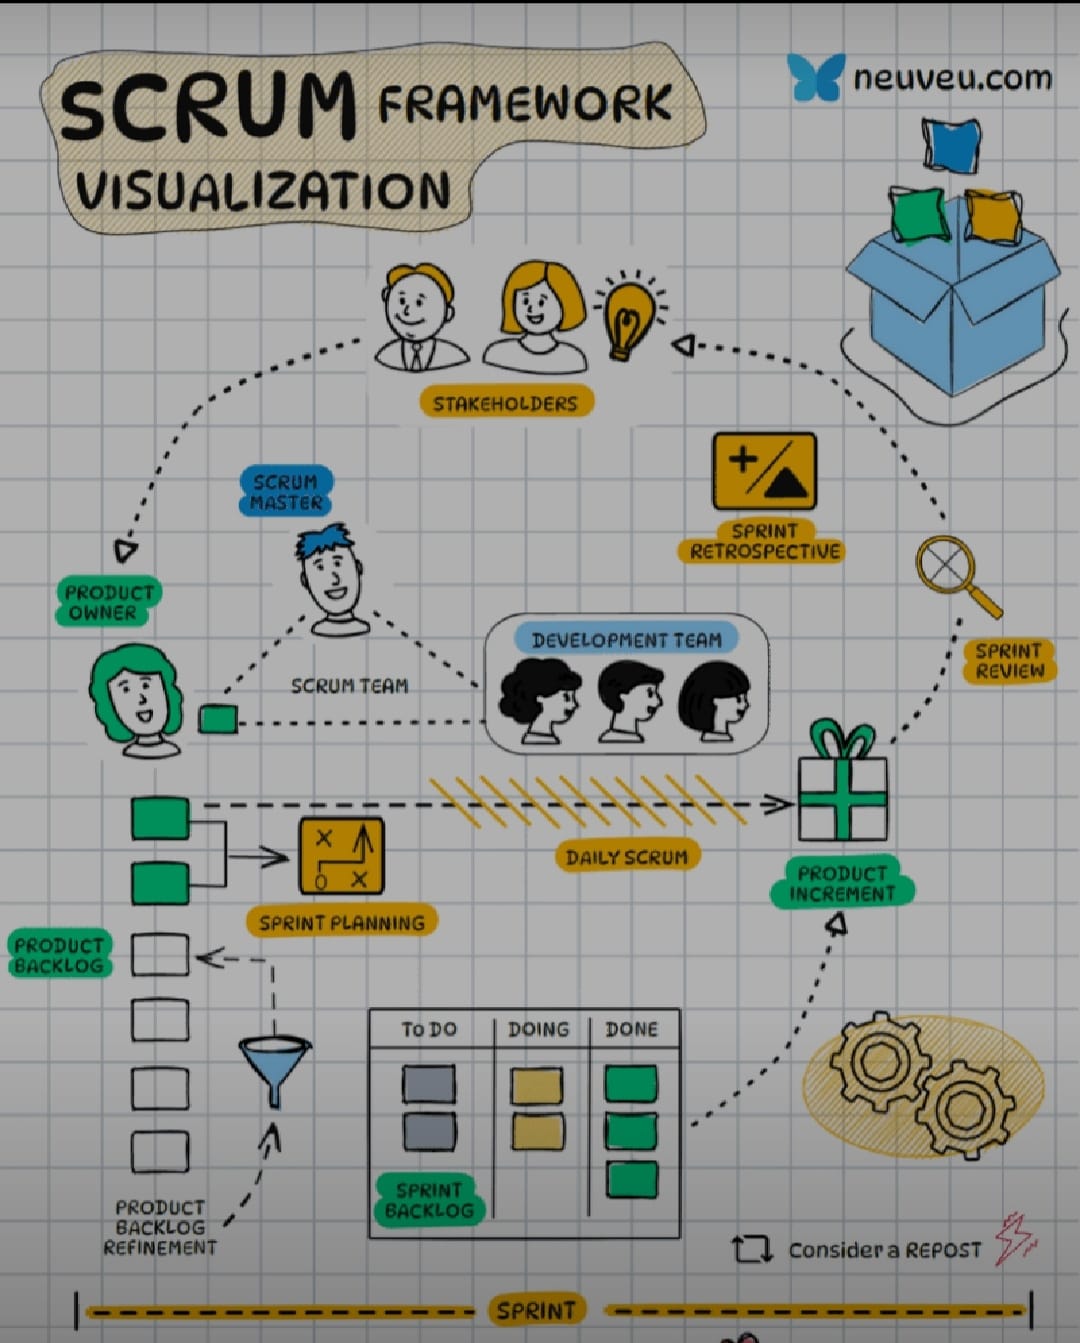 SCRUM FRAMEWORK
VISUALIZATION
neuveu.com
STAKEHOLDERS
SCRUM
MASTER
SPRINT
RETROSPECTIVE
PRODUCT
OWNER
SPRINT
REVIEW
DEVELOPMENT TEAM
SCRUM TEAM
DAILY SCRUM
PRODUCT
INCREMENT
X
O X
SPRINT PLANNING
PRODUCT
BACKLOG
TO DO DOING DONE
SPRINT
BACKLOG
PRODUCT
BACKLOG
REFINEMENT
Consider a REPOST
SPRINT